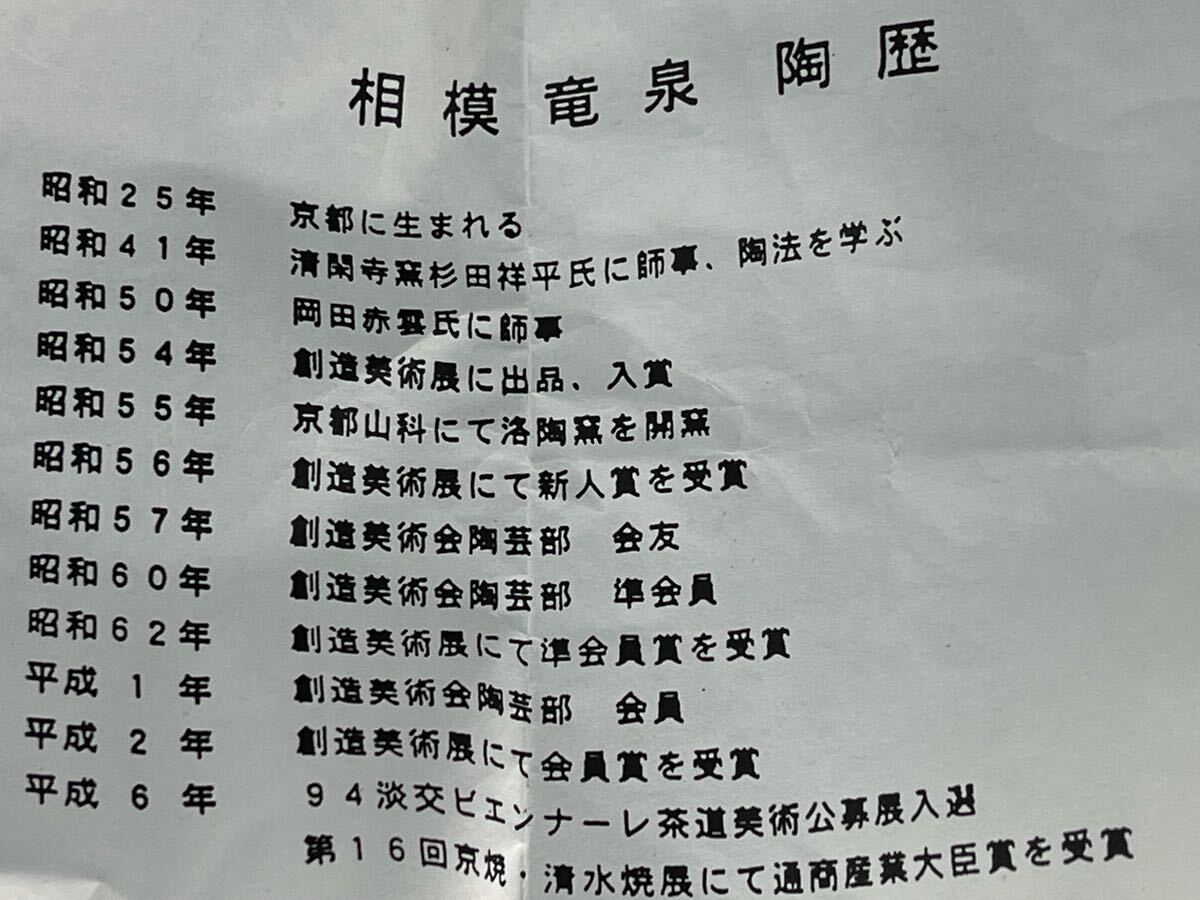 相模竜泉 陶歴
昭和25年 京都に生まれる
昭和41年 清閑寺窯杉田祥平氏に師事、陶法を学ぶ
昭和50年 岡田赤雲氏に師事
昭和54年 創造美術展に出品、入賞
昭和55年 京都山科にて洛陶窯を開窯
昭和56年 創造美術展にて新人賞を受賞
昭和57年 創造美術会陶芸部 会友
昭和60年 創造美術会陶芸部 準会員
昭和62年 創造美術展にて準会員賞を受賞
平成 1 年 創造美術会陶芸部 会員
平成 2 年 創造美術展にて会員賞を受賞
平成 6 年 94淡交ビエンナーレ茶道美術公募展入選
第16回京焼・清水焼展にて通商産業大臣賞を受賞